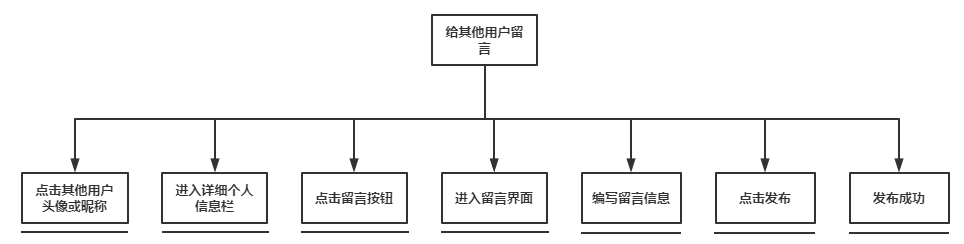 给其他用户留
言
点击其他用户
头像或昵称
进入详细个人
信息栏
点击留言按钮
进入留言界面
编写留言信息
点击发布
发布成功